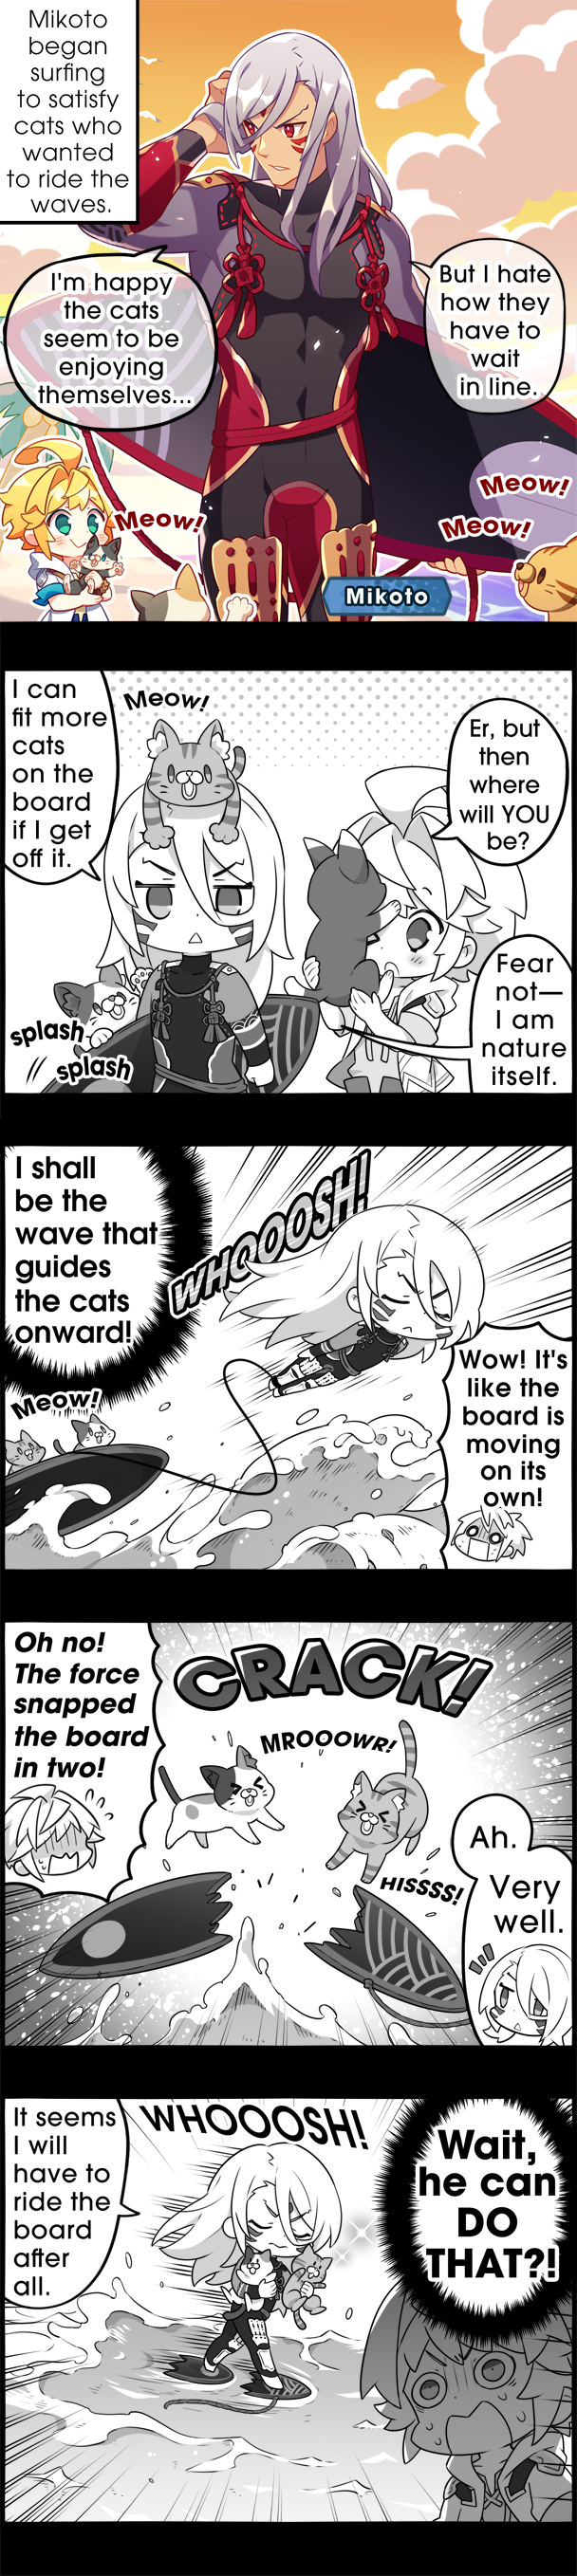 Mikoto
began
surfing
to satisfy
cats who
wanted
to ride the
waves.
I'm happy
the cats
seem to be
enjoying
themselves...
But I hate
how they
have to
wait
in line.
Meow!
Meow!
Meow!
Mikoto
I can
fit more
cats
on the
board
if I get
off it.
Meow!
Er, but
then
where
will YOU
be?
Fear
not—
I am
nature
itself.
splash
splash
I shall
be the
wave that
guides
the cats
onward!
WHOOOSH!
Meow!
Wow! It's
like the
board is
moving
on its
own!
Oh no!
The force
snapped
the board
in two!
CRACK!
MROOOWR!
HISSSS!
Ah.
Very
well.
It seems
I will
have to
ride the
board
after
all.
WHOOOSH!
Wait,
he can
DO
THAT?!